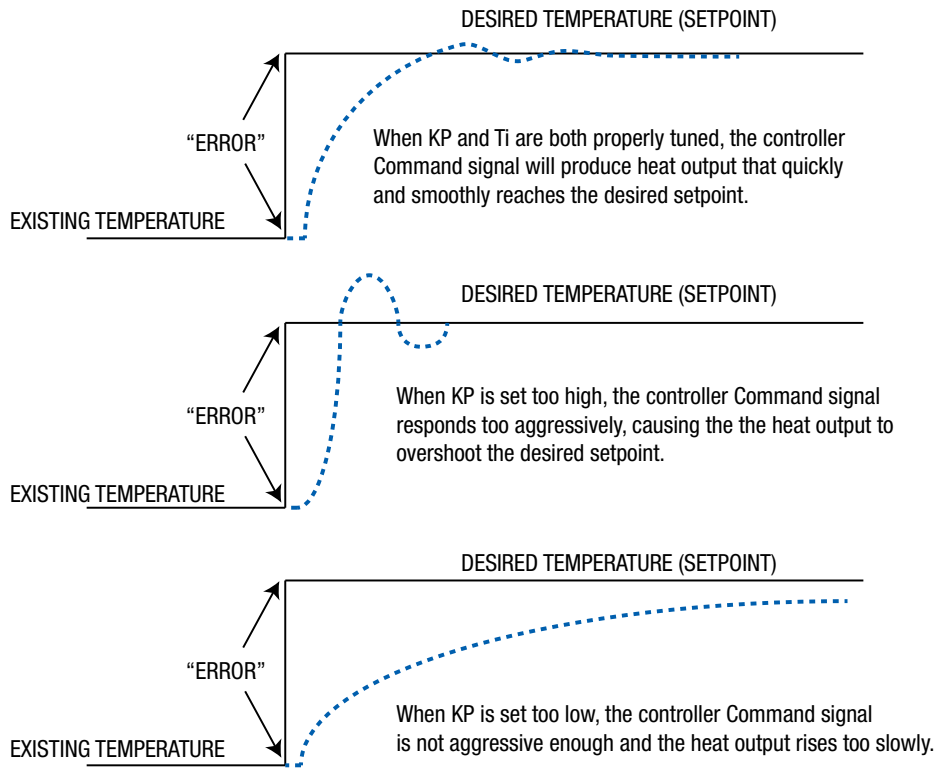 DESIRED TEMPERATURE (SETPOINT)
“ERROR”
When KP and Ti are both properly tuned, the controller
Command signal will produce heat output that quickly
and smoothly reaches the desired setpoint.
EXISTING TEMPERATURE
DESIRED TEMPERATURE (SETPOINT)
“ERROR”
When KP is set too high, the controller Command signal
responds too aggressively, causing the the heat output to
overshoot the desired setpoint.
EXISTING TEMPERATURE
DESIRED TEMPERATURE (SETPOINT)
“ERROR”
When KP is set too low, the controller Command signal
is not aggressive enough and the heat output rises too slowly.
EXISTING TEMPERATURE